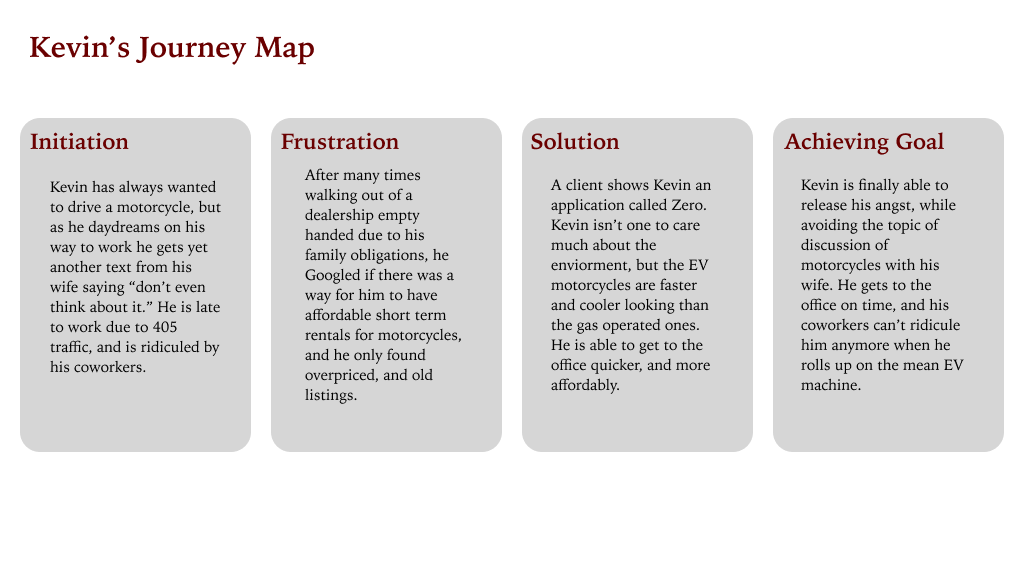 Kevin’s Journey Map
Initiation
Kevin has always wanted
to drive a motorcycle, but
as he daydreams on his
way to work he gets yet
another text from his
wife saying “don’t even
think about it.” He is late
to work due to 405
traffic, and is ridiculed by
his coworkers.
Frustration
After many times
walking out of a
dealership empty
handed due to his
family obligations, he
Googled if there was a
way for him to have
affordable short term
rentals for motorcycles,
and he only found
overpriced, and old
listings.
Solution
A client shows Kevin an
application called Zero.
Kevin isn’t one to care
much about the
enviorment, but the EV
motorcycles are faster
and cooler looking than
the gas operated ones.
He is able to get to the
office quicker, and more
affordably.
Achieving Goal
Kevin is finally able to
release his angst, while
avoiding the topic of
discussion of
motorcycles with his
wife. He gets to the
office on time, and his
coworkers can’t ridicule
him anymore when he
rolls up on the mean EV
machine.